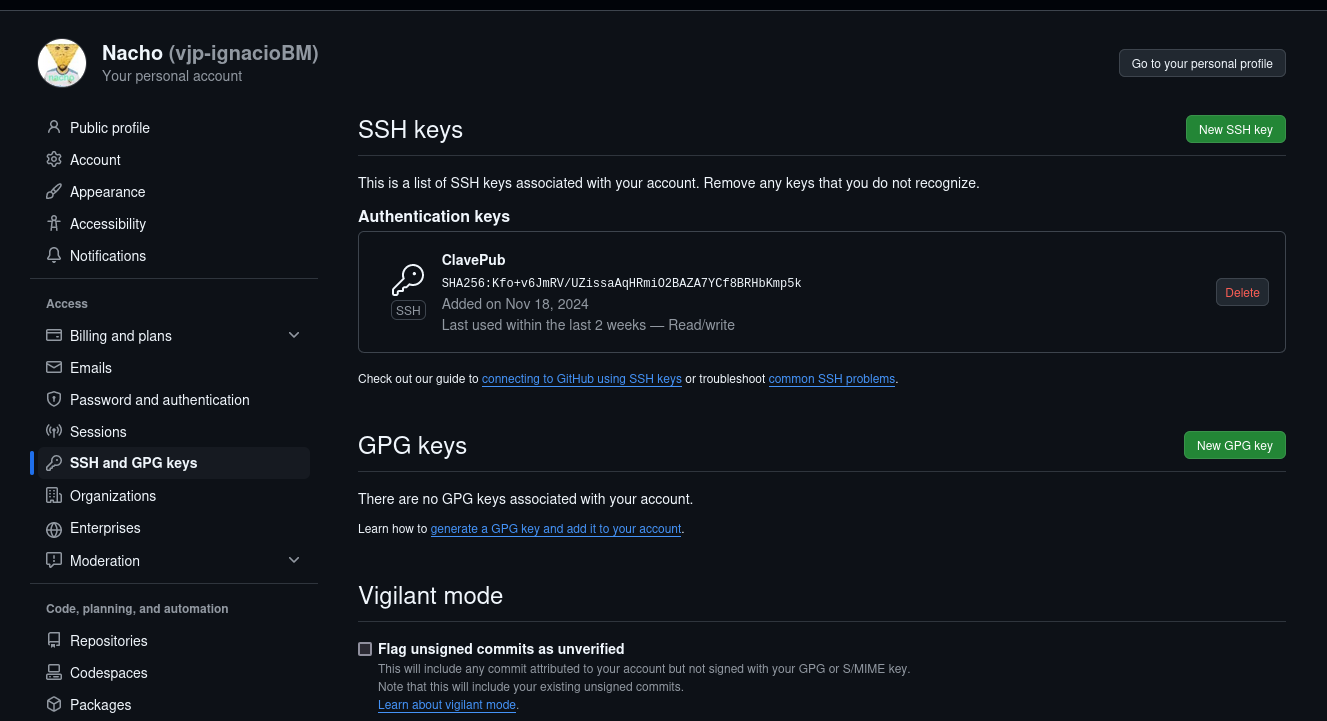 Nacho (vjp-ignacioBM)
Your personal account
Go to your personal profile
Public profile
Account
Appearance
Accessibility
Notifications
Access
Billing and plans
Emails
Password and authentication
Sessions
SSH and GPG keys
Organizations
Enterprises
Moderation
Code, planning, and automation
Repositories
Codespaces
Packages
SSH keys
New SSH key
This is a list of SSH keys associated with your account. Remove any keys that you do not recognize.
Authentication keys
SSH
ClavePub
SHA256:Kfo+v6JmRV/UZissaAqHRmiO2BAZA7YCf8BRHbKmp5k
Added on Nov 18, 2024
Last used within the last 2 weeks — Read/write
Delete
Check out our guide to connecting to GitHub using SSH keys or troubleshoot common SSH problems.
GPG keys
New GPG key
There are no GPG keys associated with your account.
Learn how to generate a GPG key and add it to your account.
Vigilant mode
Flag unsigned commits as unverified
This will include any commit attributed to your account but not signed with your GPG or S/MIME key.
Note that this will include your existing unsigned commits.
Learn about vigilant mode.